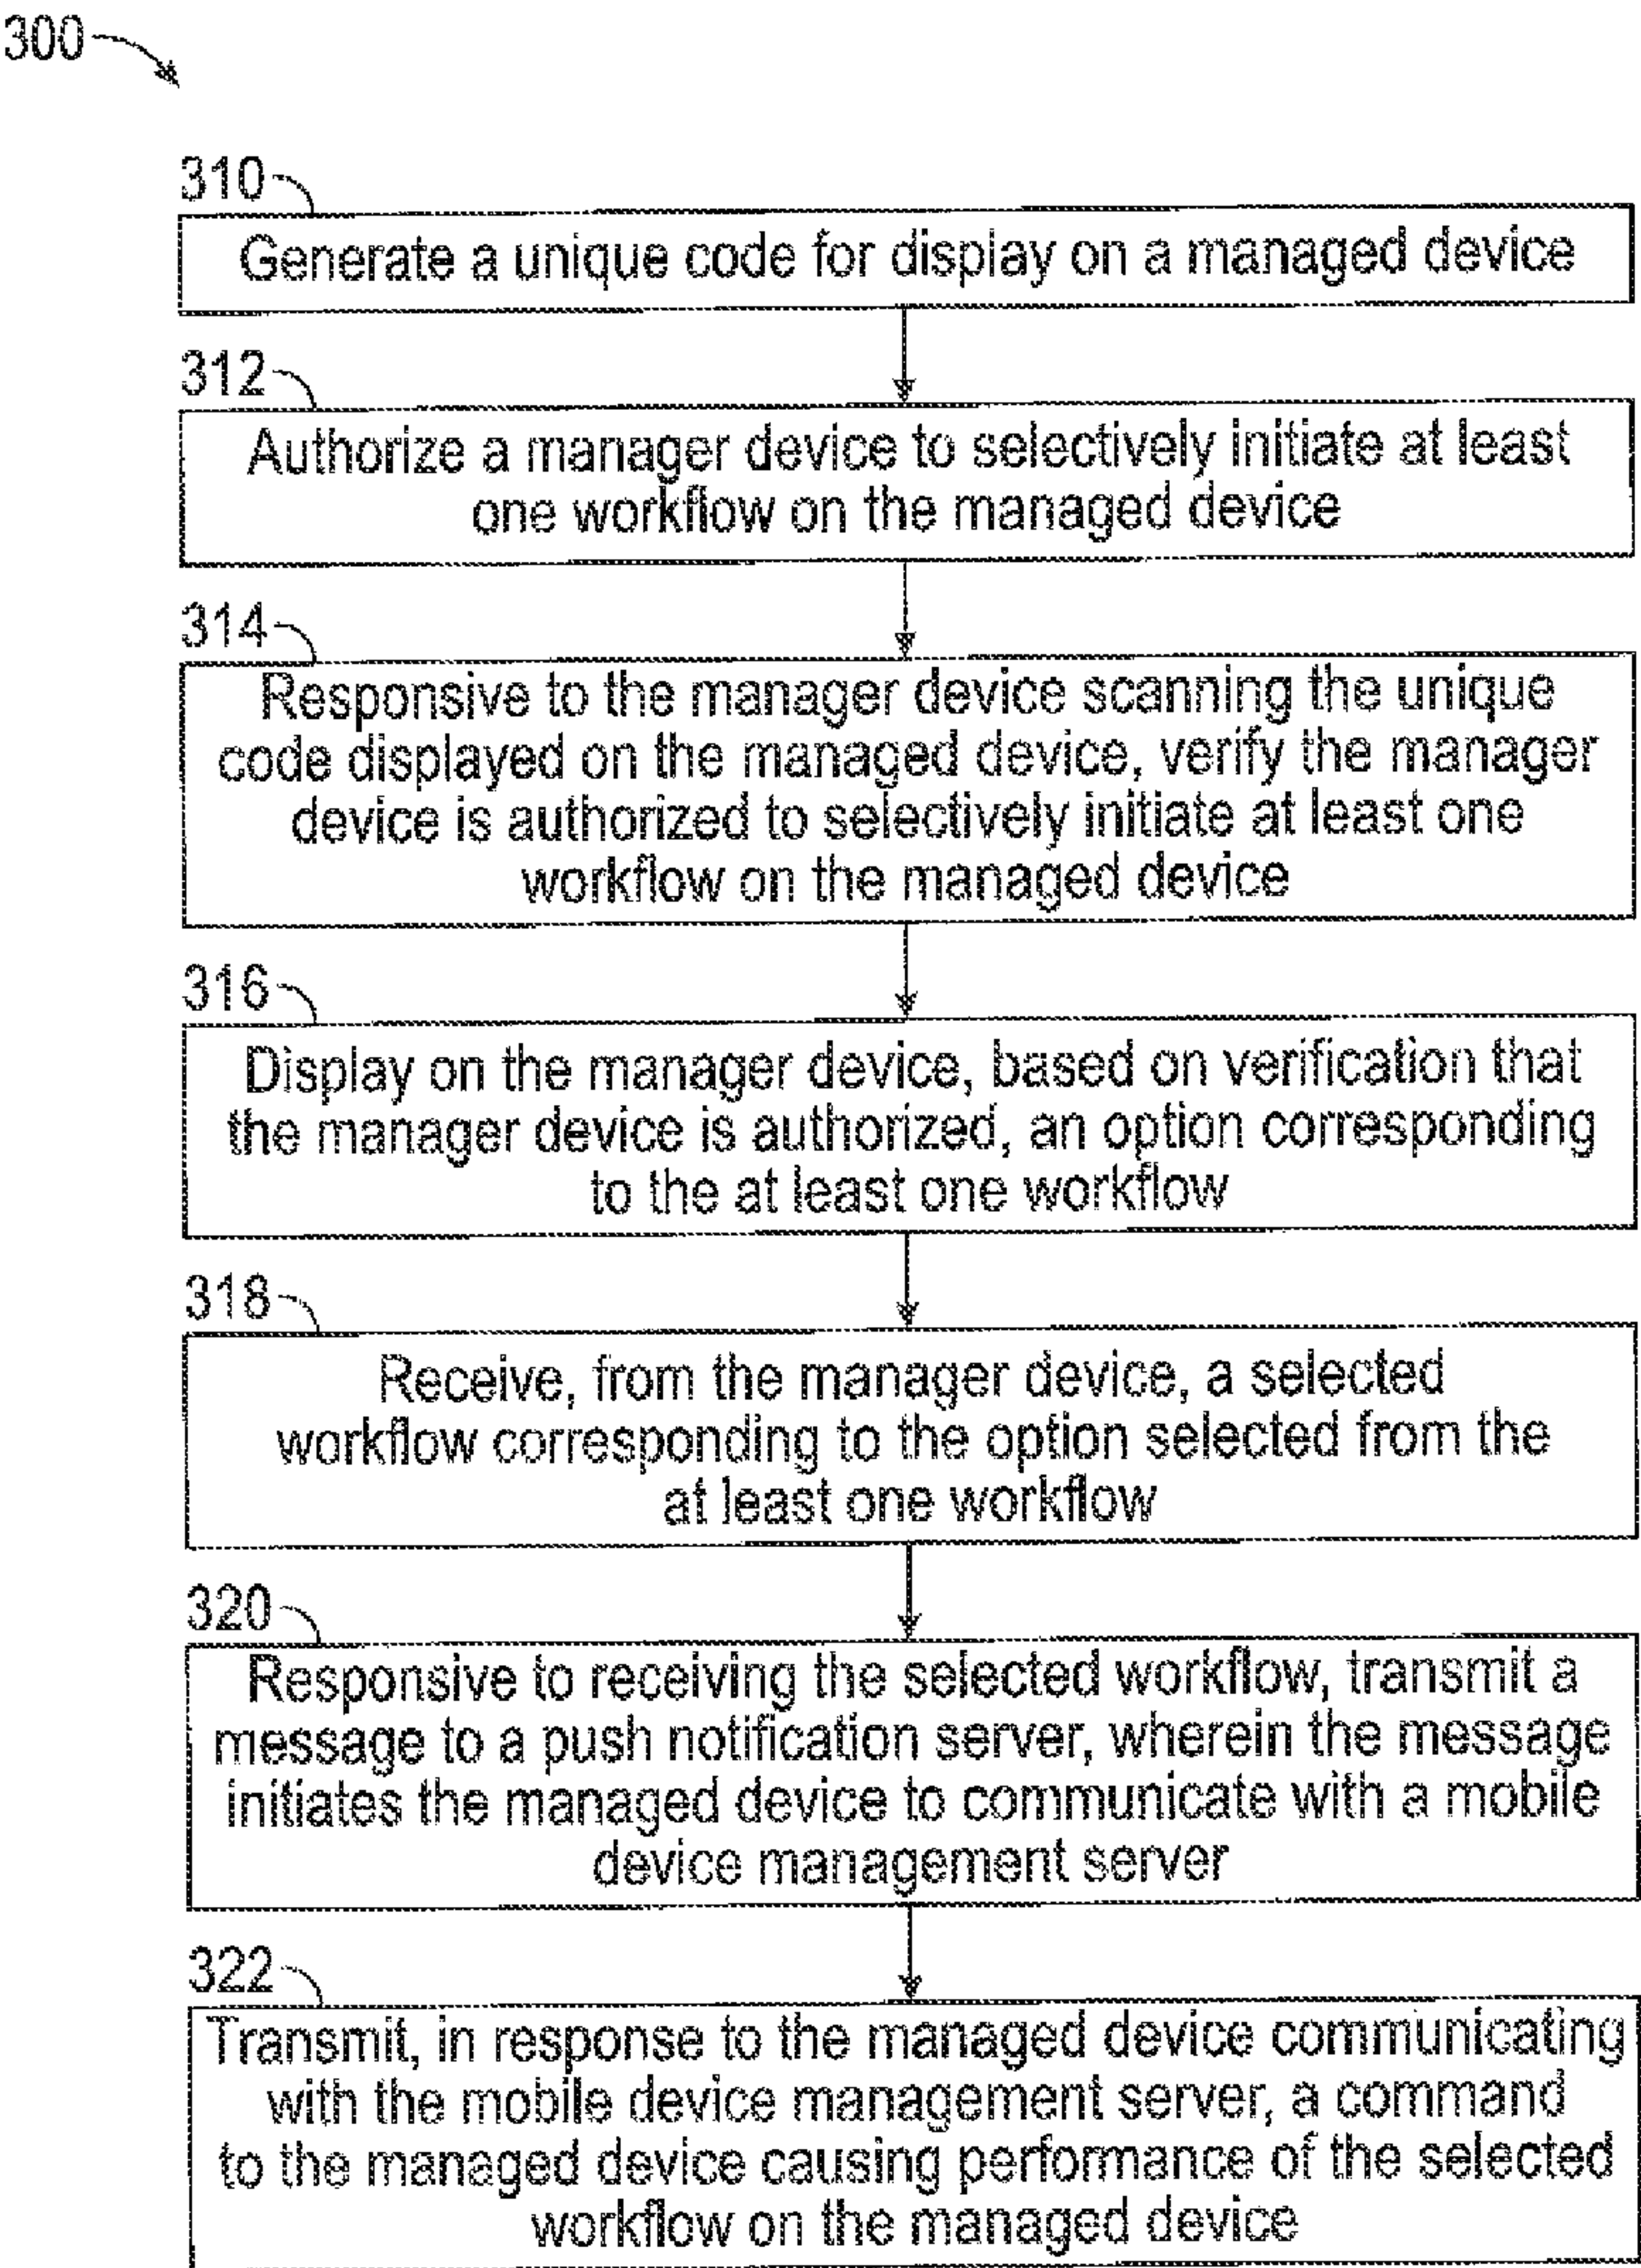 300
310
Generate a unique code for display on a managed device
312
Authorize a manager device to selectively initiate at least
one workflow on the managed device
314
Responsive to the manager device scanning the unique
code displayed on the managed device, verify the manager
device is authorized to selectively initiate at least one
workflow on the managed device
316
Display on the manager device, based on verification that
the manager device is authorized, an option corresponding
to the at least one workflow
318
Receive, from the manager device, a selected
workflow corresponding to the option selected from the
at least one workflow
320
Responsive to receiving the selected workflow, transmit a
message to a push notification server, wherein the message
initiates the managed device to communicate with a mobile
device management server
322
Transmit, in response to the managed device communicating
with the mobile device management server, a command
to the managed device causing performance of the selected
workflow on the managed device